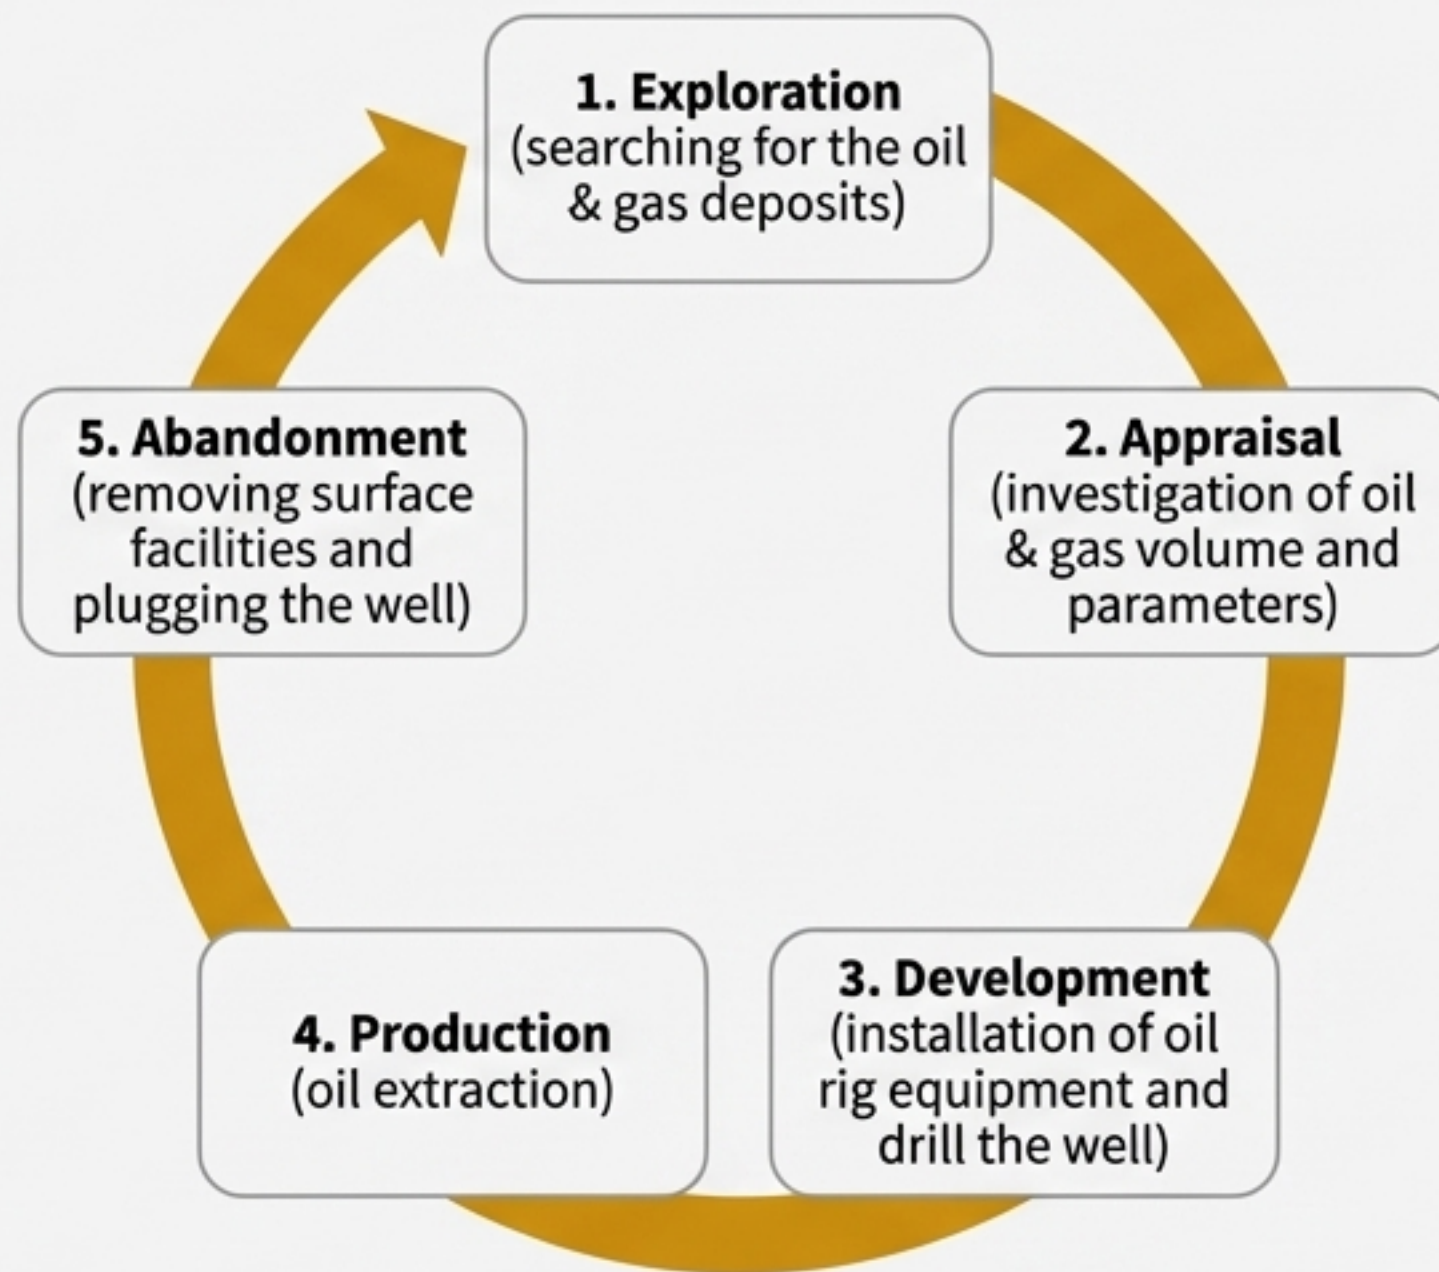 1. Exploration
(searching for the oil
& gas deposits)
2. Appraisal
(investigation of oil
& gas volume and
parameters)
3. Development
(installation of oil
rig equipment and
drill the well)
4. Production
(oil extraction)
5. Abandonment
(removing surface
facilities and
plugging the well)